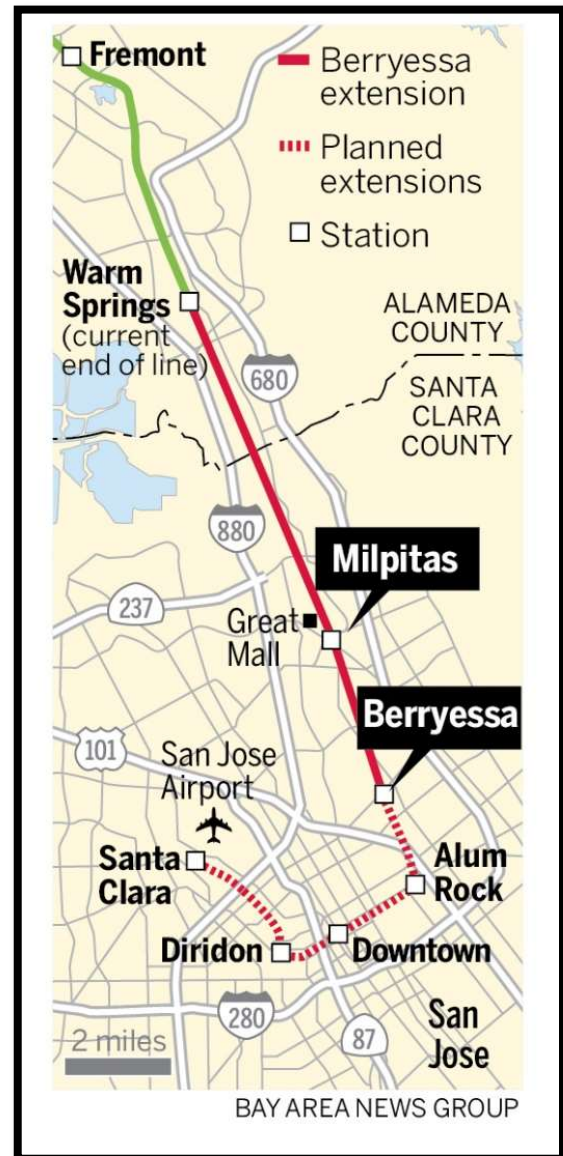 Fremont
Berryessa
extension
Planned
extensions
Station
Warm
Springs
(current
end of line)
ALAMEDA
COUNTY
SANTA
CLARA
COUNTY
680
880
Milpitas
237
Great
Mall
Berryessa
101
San Jose
Airport
Santa
Clara
Alum
Rock
Diridon
Downtown
280
87
San
Jose
2 miles
BAY AREA NEWS GROUP